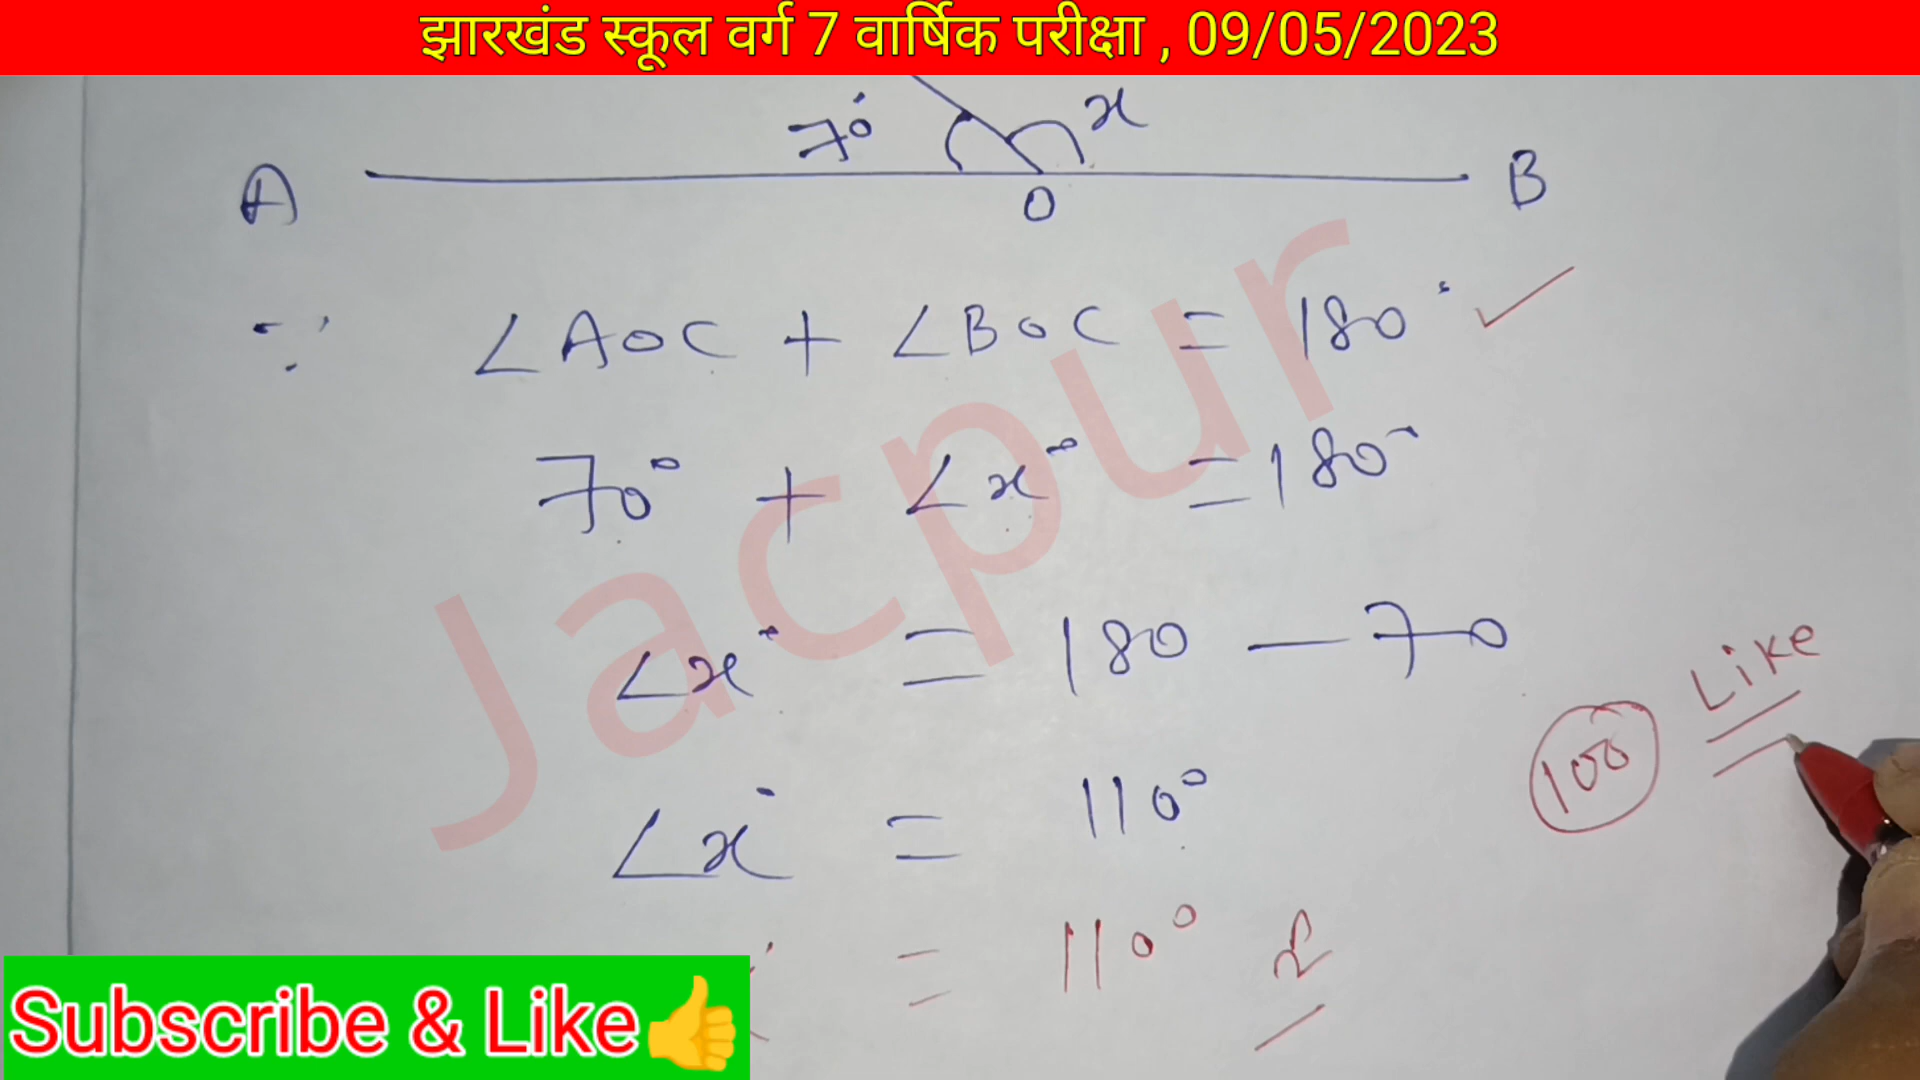 झारखंड स्कूल वर्ग 7 वार्षिक परीक्षा , 09/05/2023
70° x
A O B
∵ ∠AOC + ∠BOC = 180°
70° + ∠x° = 180°
∠x° = 180 – 70
Like
100
∠x° = 110°
= 110°
Jacpur
Subscribe & Like👍